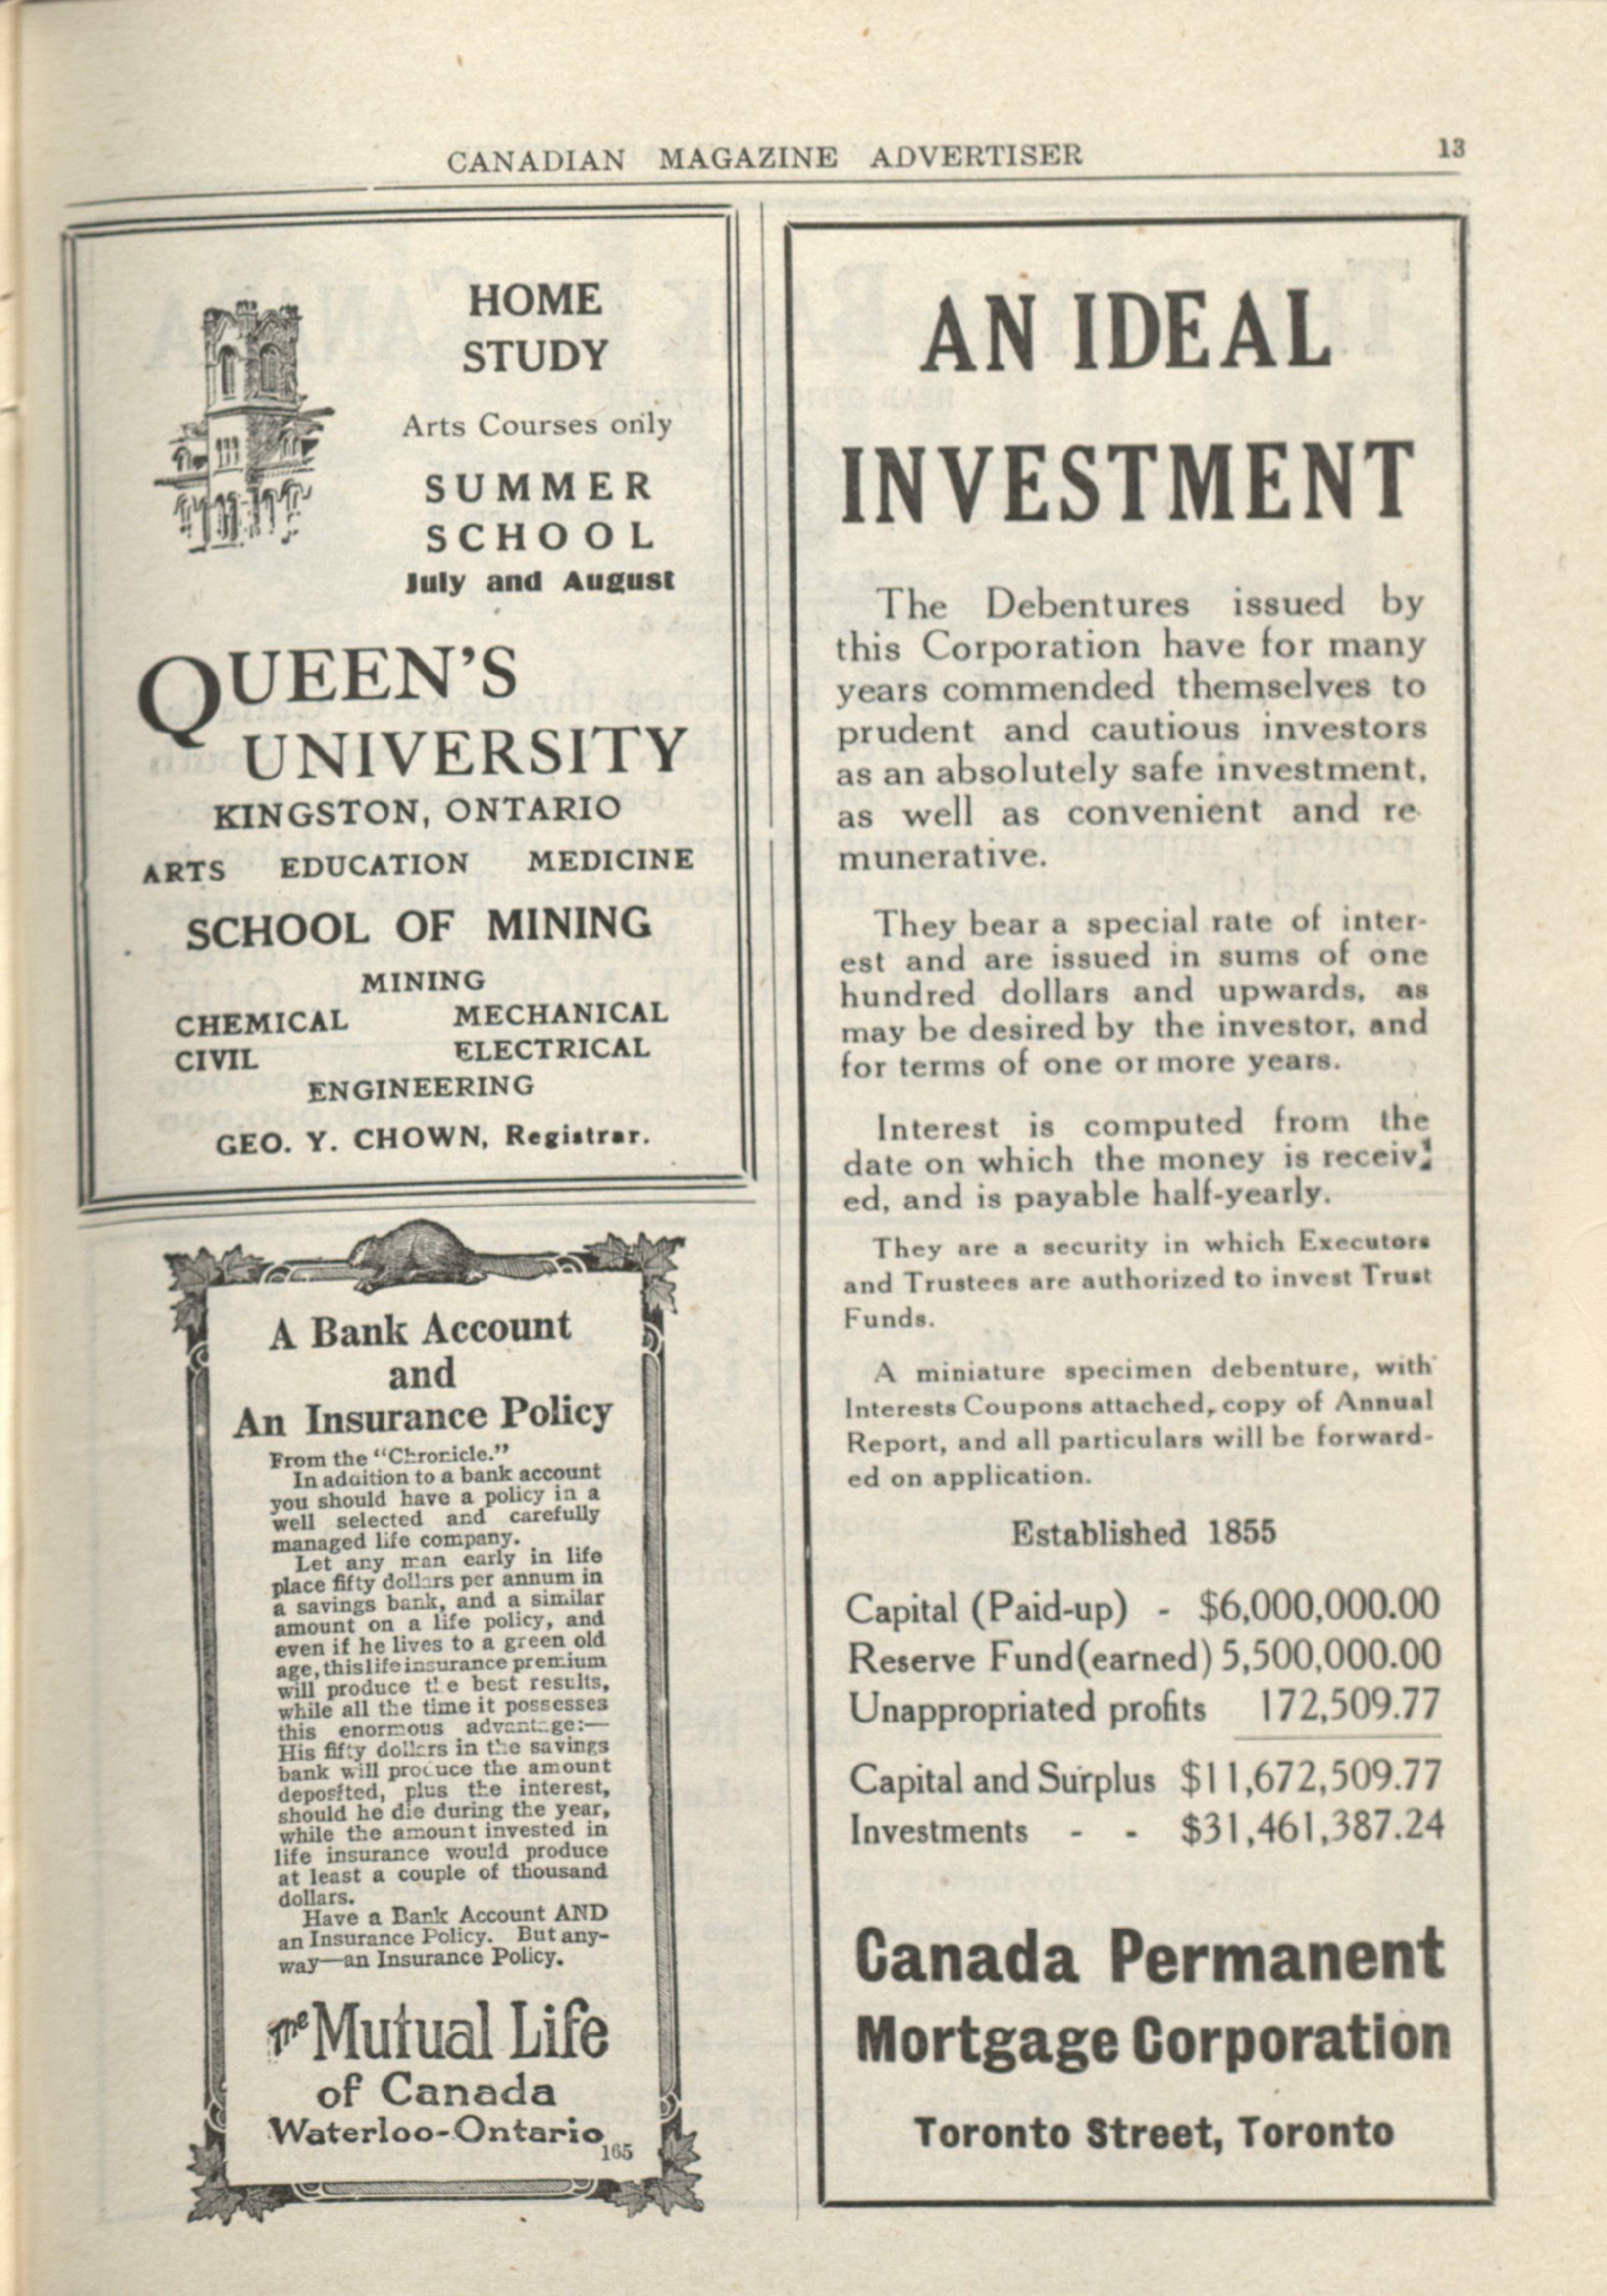 CANADIAN MAGAZINE ADVERTISER 13
HOME
STUDY
Arts Courses only
SUMMER
SCHOOL
July and August
QUEEN'S
UNIVERSITY
KINGSTON, ONTARIO
ARTS EDUCATION MEDICINE
SCHOOL OF MINING
MINING
CHEMICAL MECHANICAL
CIVIL ELECTRICAL
ENGINEERING
GEO. Y. CHOWN, Registrar.
A Bank Account
and
An Insurance Policy
From the "Chronicle."
In addition to a bank account
you should have a policy in a
well selected and carefully
managed life company.
Let any man early in life
place fifty dollars per annum in
a savings bank, and a similar
amount on a life policy, and
even if he lives to a green old
age, this life insurance premium
will produce the best results,
while all the time it possesses
this enormous advantage:—
His fifty dollars in the savings
bank will produce the amount
deposited, plus the interest,
should he die during the year,
while the amount invested in
life insurance would produce
at least a couple of thousand
dollars.
Have a Bank Account AND
an Insurance Policy. But any-
way—an Insurance Policy.
The Mutual Life
of Canada
Waterloo-Ontario
165
AN IDEAL
INVESTMENT
The Debentures issued by
this Corporation have for many
years commended themselves to
prudent and cautious investors
as an absolutely safe investment,
as well as convenient and re-
munerative.
They bear a special rate of inter-
est and are issued in sums of one
hundred dollars and upwards, as
may be desired by the investor, and
for terms of one or more years.
Interest is computed from the
date on which the money is receiv-
ed, and is payable half-yearly.
They are a security in which Executors
and Trustees are authorized to invest Trust
Funds.
A miniature specimen debenture, with
Interests Coupons attached, copy of Annual
Report, and all particulars will be forward-
ed on application.
Established 1855
Capital (Paid-up) - $6,000,000.00
Reserve Fund (earned) 5,500,000.00
Unappropriated profits 172,509.77
Capital and Surplus $11,672,509.77
Investments - - $31,461,387.24
Canada Permanent
Mortgage Corporation
Toronto Street, Toronto